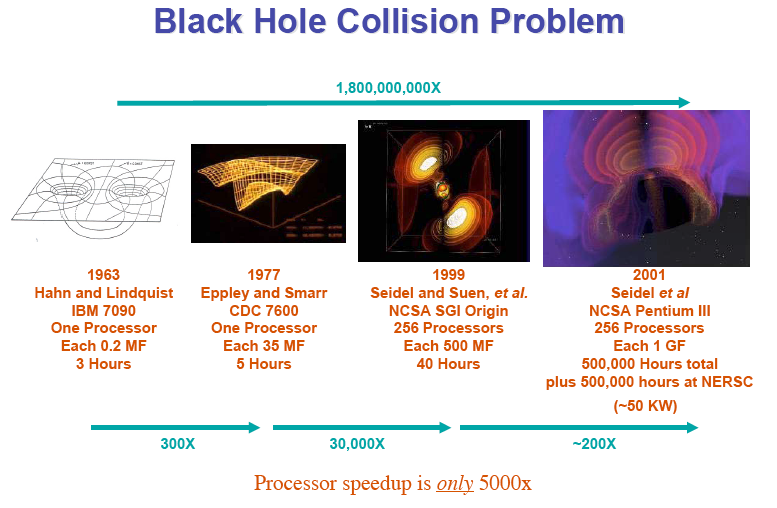 Black Hole Collision Problem
1,800,000,000X
1963
Hahn and Lindquist
IBM 7090
One Processor
Each 0.2 MF
3 Hours
1977
Eppley and Smarr
CDC 7600
One Processor
Each 35 MF
5 Hours
1999
Seidel and Suen, et al.
NCSA SGI Origin
256 Processors
Each 500 MF
40 Hours
2001
Seidel et al
NCSA Pentium III
256 Processors
Each 1 GF
500,000 Hours total
plus 500,000 hours at NERSC
(~50 KW)
300X
30,000X
~200X
Processor speedup is only 5000x